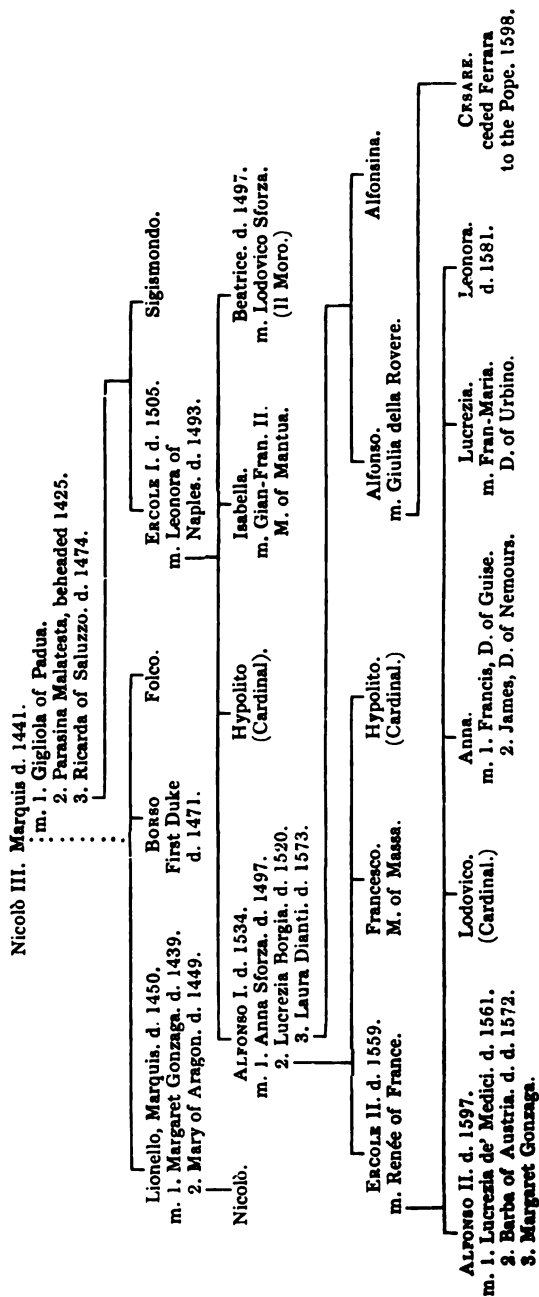 Nicolò III. Marquis d. 1441.
m. 1. Gigliola of Padua.
2. Parasina Malatesta, beheaded 1425.
3. Ricarda of Saluzzo. d. 1474.
Lionello, Marquis. d. 1450.
m. 1. Margaret Gonzaga. d. 1439.
2. Mary of Aragon. d. 1449.
BORSO
First Duke
d. 1471.
Folco.
ERCOLE I. d. 1505.
m. Leonora of
Naples. d. 1493.
Sigismondo.
Nicolò.
ALFONSO I. d. 1534.
m. 1. Anna Sforza. d. 1497.
2. Lucrezia Borgia. d. 1520.
3. Laura Dianti. d. 1573.
Hypolito
(Cardinal).
Isabella.
m. Gian-Fran. II.
M. of Mantua.
Beatrice. d. 1497.
m. Lodovico Sforza.
(Il Moro.)
ERCOLE II. d. 1559.
m. Renée of France.
Francesco.
M. of Massa.
Hypolito.
(Cardinal.)
Alfonso.
m. Giulia della Rovere.
Alfonsina.
ALFONSO II. d. 1597.
m. 1. Lucrezia de' Medici. d. 1561.
2. Barba of Austria. d. d. 1572.
3. Margaret Gonzaga.
Lodovico.
(Cardinal.)
Anna.
m. 1. Francis, D. of Guise.
2. James, D. of Nemours.
Lucrezia.
m. Fran-Maria.
D. of Urbino.
Leonora.
d. 1581.
CESARE.
ceded Ferrara
to the Pope. 1598.